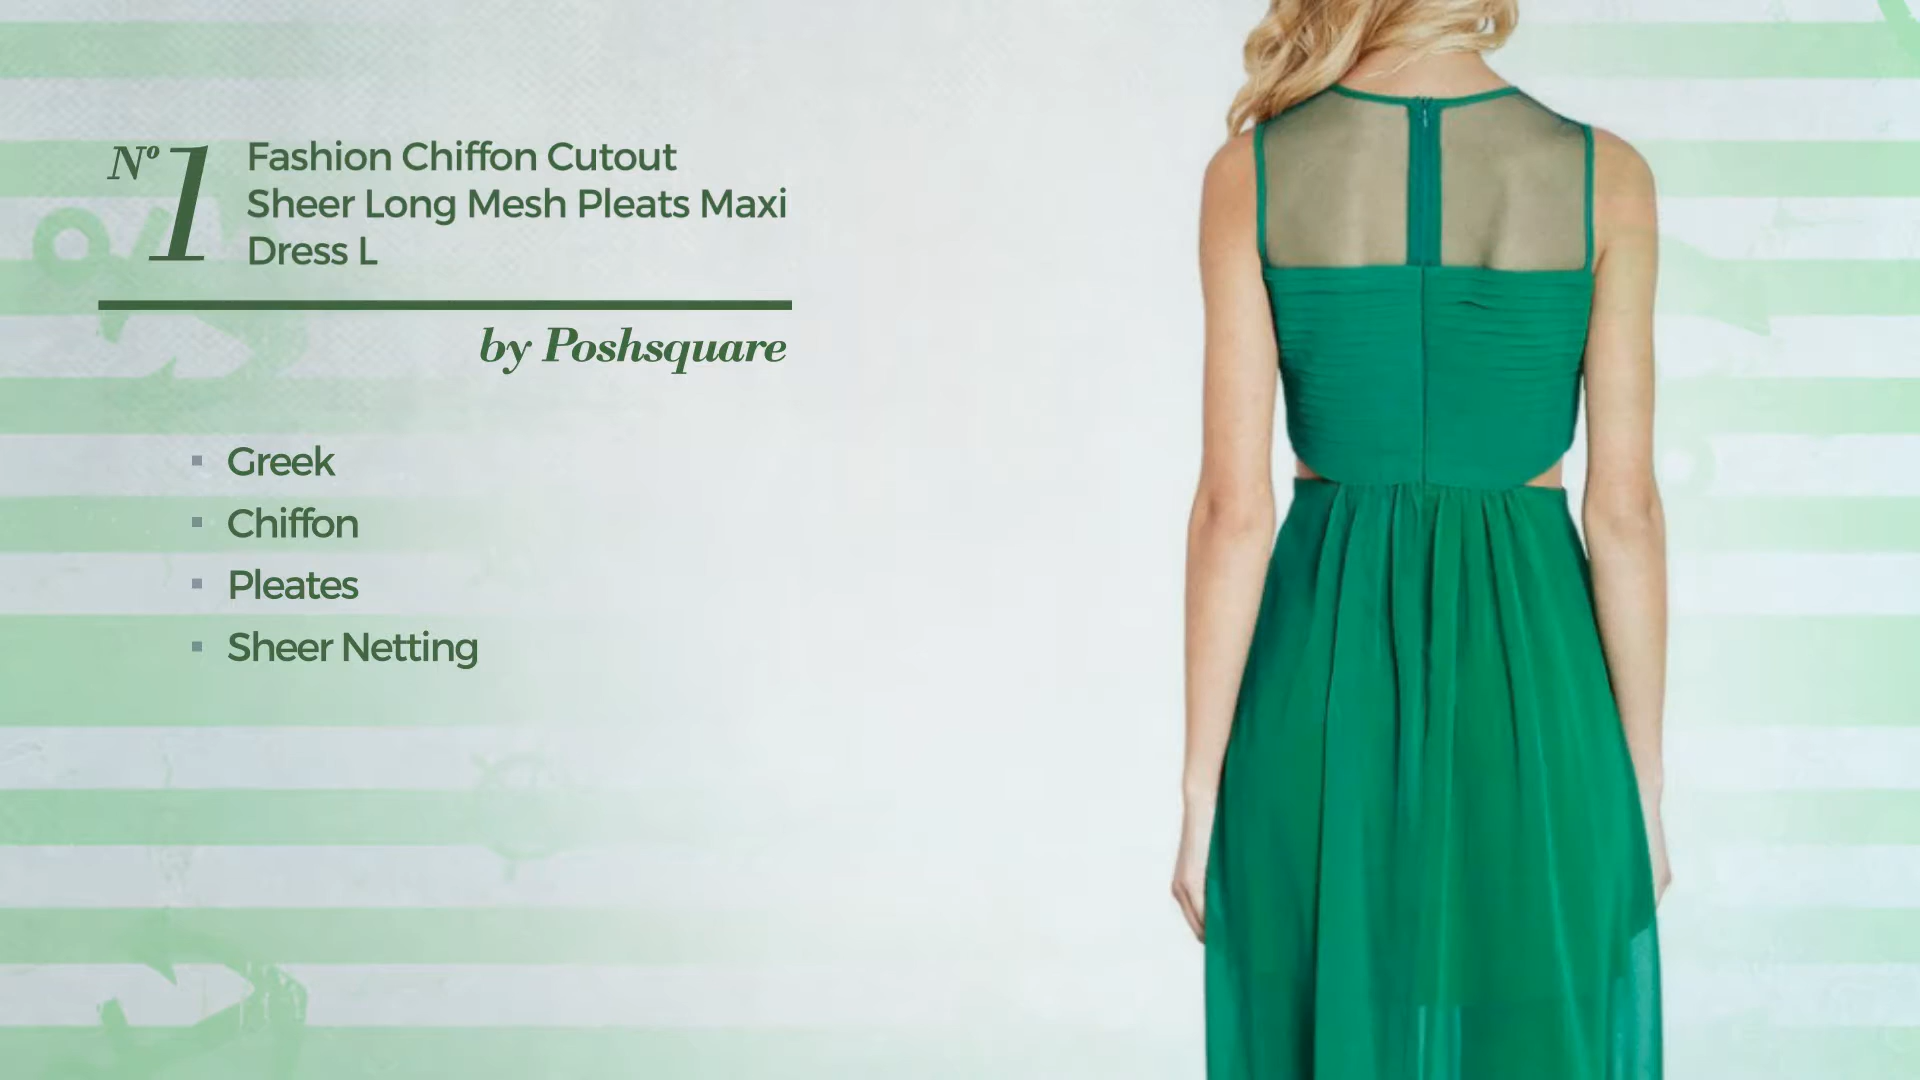 Nº 1 Fashion Chiffon Cutout
Sheer Long Mesh Pleats Maxi
Dress L
by Poshsquare
▪ Greek
▪ Chiffon
▪ Pleates
▪ Sheer Netting